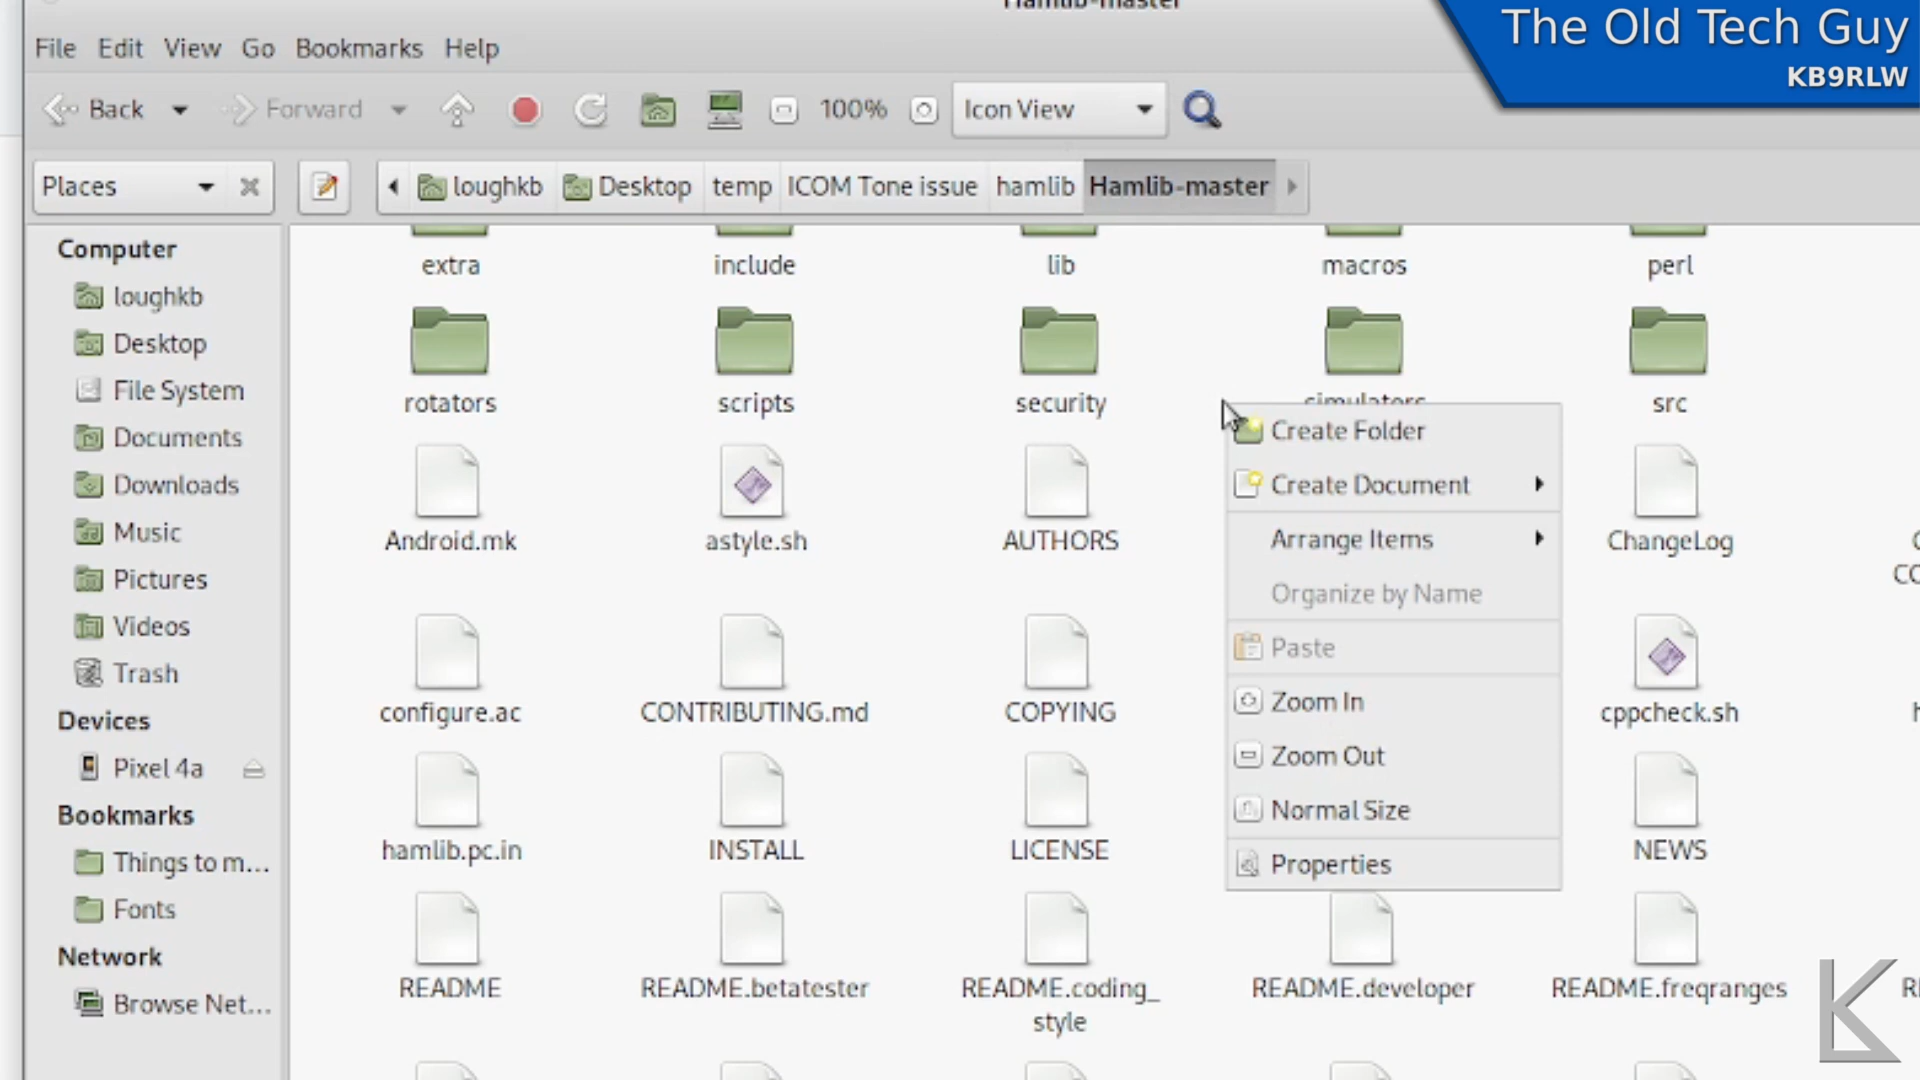 Hamlib-master
The Old Tech Guy
KB9RLW
File Edit View Go Bookmarks Help
Back Forward 100% Icon View
Places loughkb Desktop temp ICOM Tone issue hamlib Hamlib-master
Computer
loughkb
Desktop
File System
Documents
Downloads
Music
Pictures
Videos
Trash
Devices
Pixel 4a
Bookmarks
Things to m...
Fonts
Network
Browse Net...
extra include lib macros perl
rotators scripts security simulators src
Android.mk astyle.sh AUTHORS ChangeLog
configure.ac CONTRIBUTING.md COPYING cppcheck.sh
hamlib.pc.in INSTALL LICENSE NEWS
README README.betatester README.coding_ README.developer README.freqranges
style
Create Folder
Create Document
Arrange Items
Organize by Name
Paste
Zoom In
Zoom Out
Normal Size
Properties